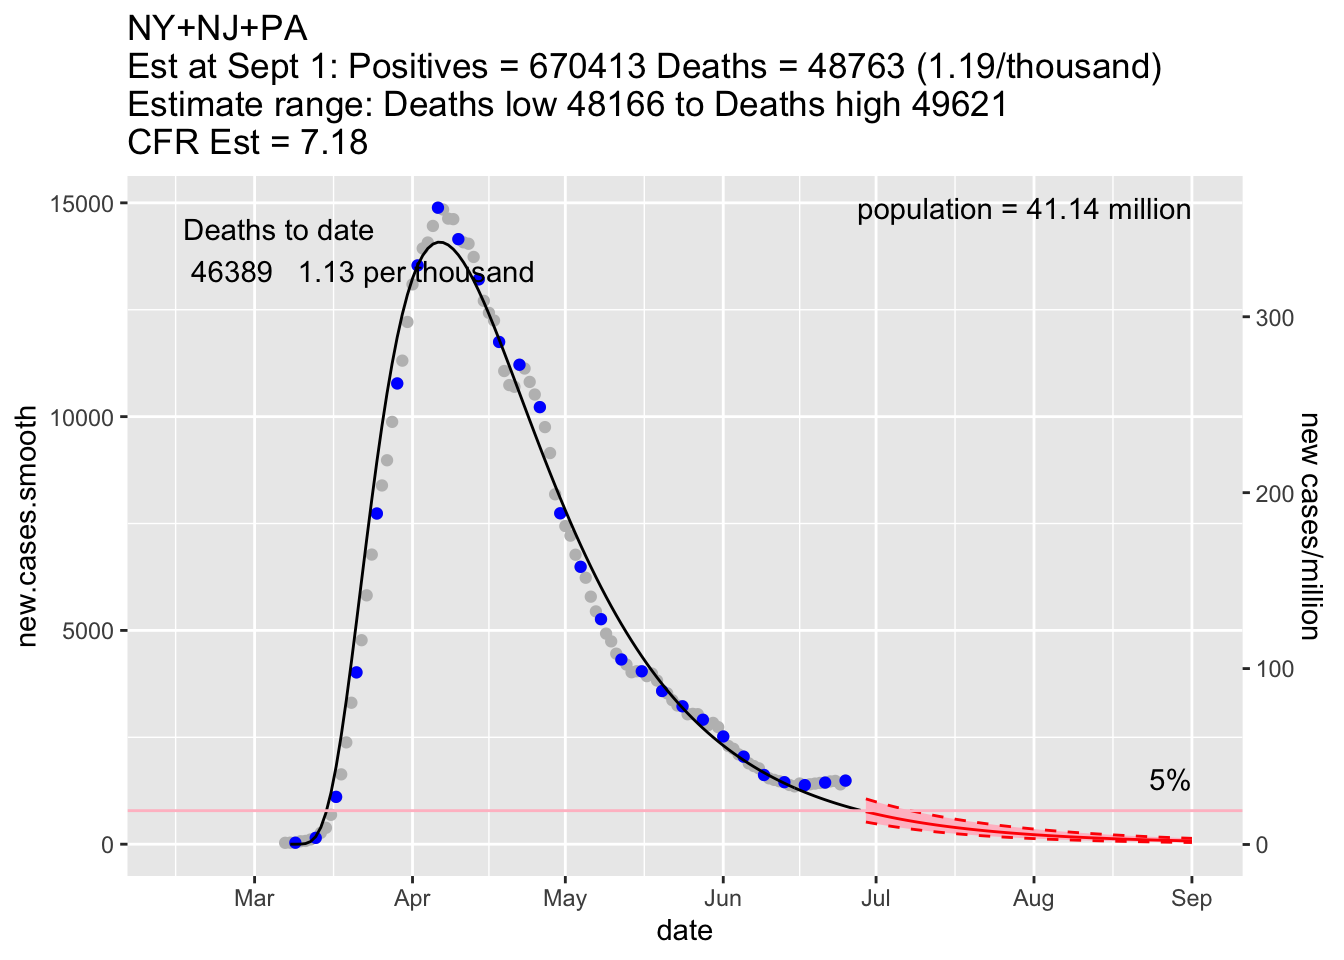 NY+NJ+PA
Est at Sept 1: Positives = 670413 Deaths = 48763 (1.19/thousand)
Estimate range: Deaths low 48166 to Deaths high 49621
CFR Est = 7.18
15000
Deaths to date
population = 41.14 million
46389 1.13 per thousand
300
10000
200
new.cases.smooth
new cases/million
5000
100
5%
0
0
Mar Apr May Jun Jul Aug Sep
date